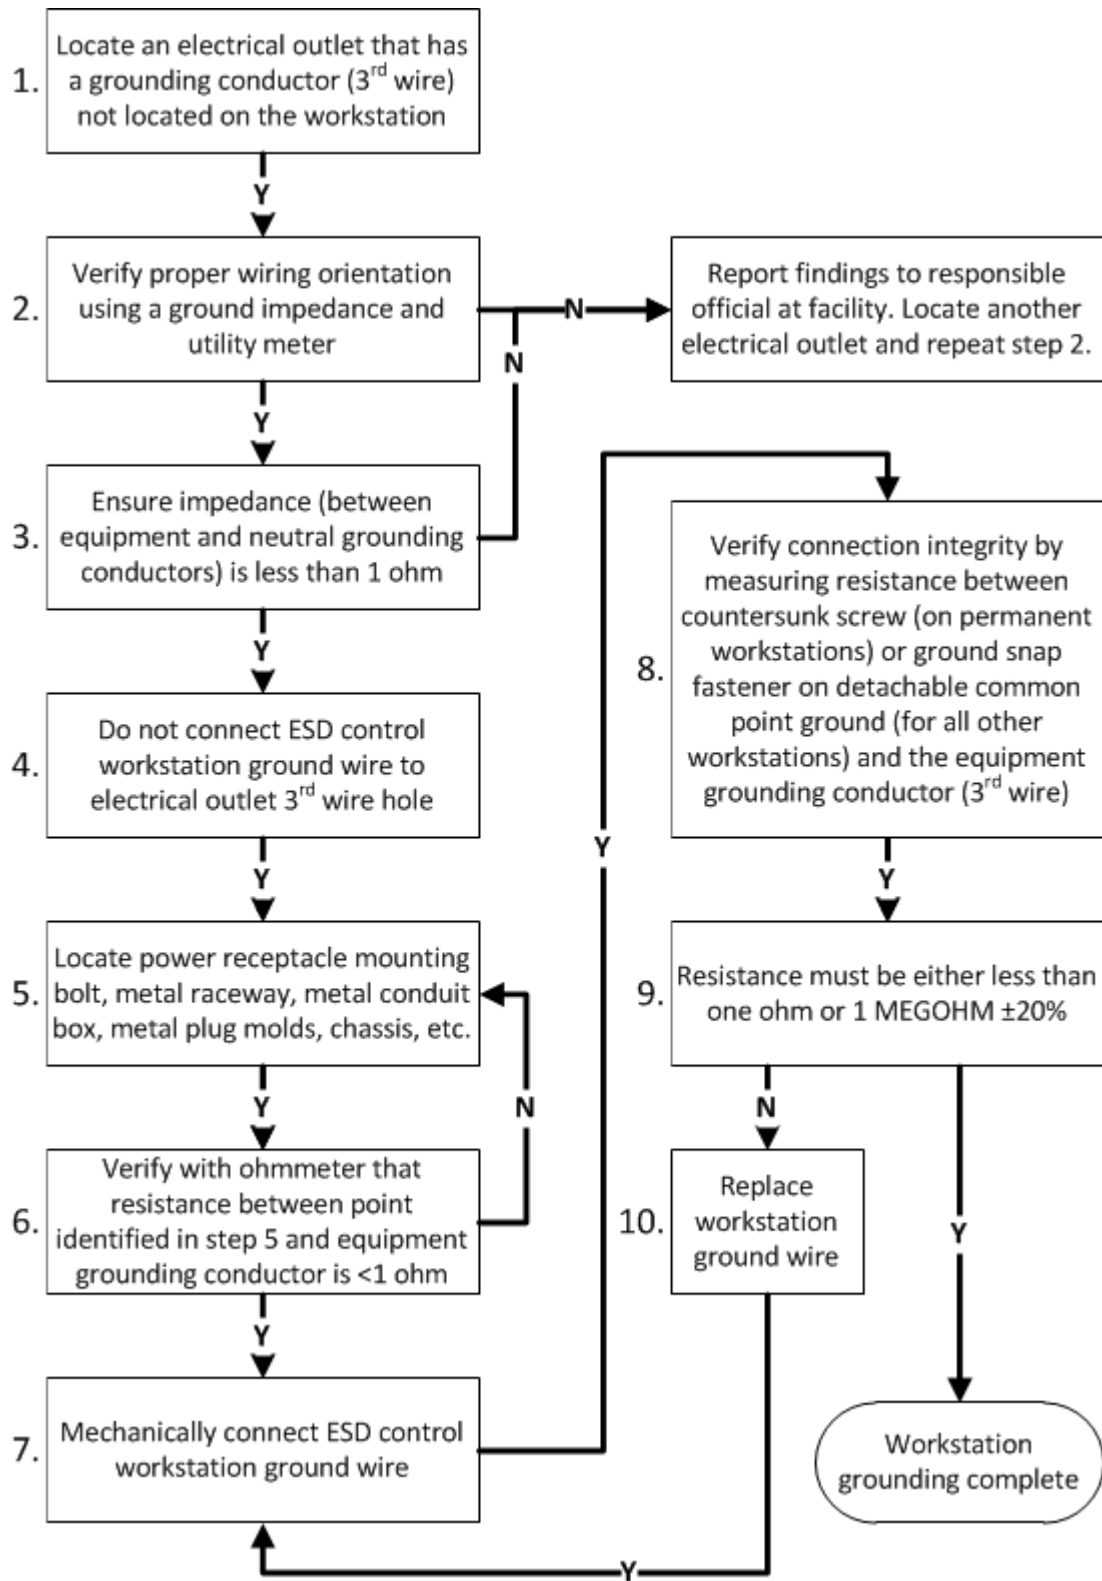 1.
Locate an electrical outlet that has
a grounding conductor (3rd wire)
not located on the workstation
Y
2.
Verify proper wiring orientation
using a ground impedance and
utility meter
N
Report findings to responsible
official at facility. Locate another
electrical outlet and repeat step 2.
N
Y
3.
Ensure impedance (between
equipment and neutral grounding
conductors) is less than 1 ohm
Y
4.
Do not connect ESD control
workstation ground wire to
electrical outlet 3rd wire hole
Y
5.
Locate power receptacle mounting
bolt, metal raceway, metal conduit
box, metal plug molds, chassis, etc.
Y
N
6.
Verify with ohmmeter that
resistance between point
identified in step 5 and equipment
grounding conductor is <1 ohm
Y
7.
Mechanically connect ESD control
workstation ground wire
Y
8.
Verify connection integrity by
measuring resistance between
countersunk screw (on permanent
workstations) or ground snap
fastener on detachable common
point ground (for all other
workstations) and the equipment
grounding conductor (3rd wire)
Y
9.
Resistance must be either less than
one ohm or 1 MEGOHM ±20%
N
10.
Replace
workstation
ground wire
Y
Y
Workstation
grounding complete